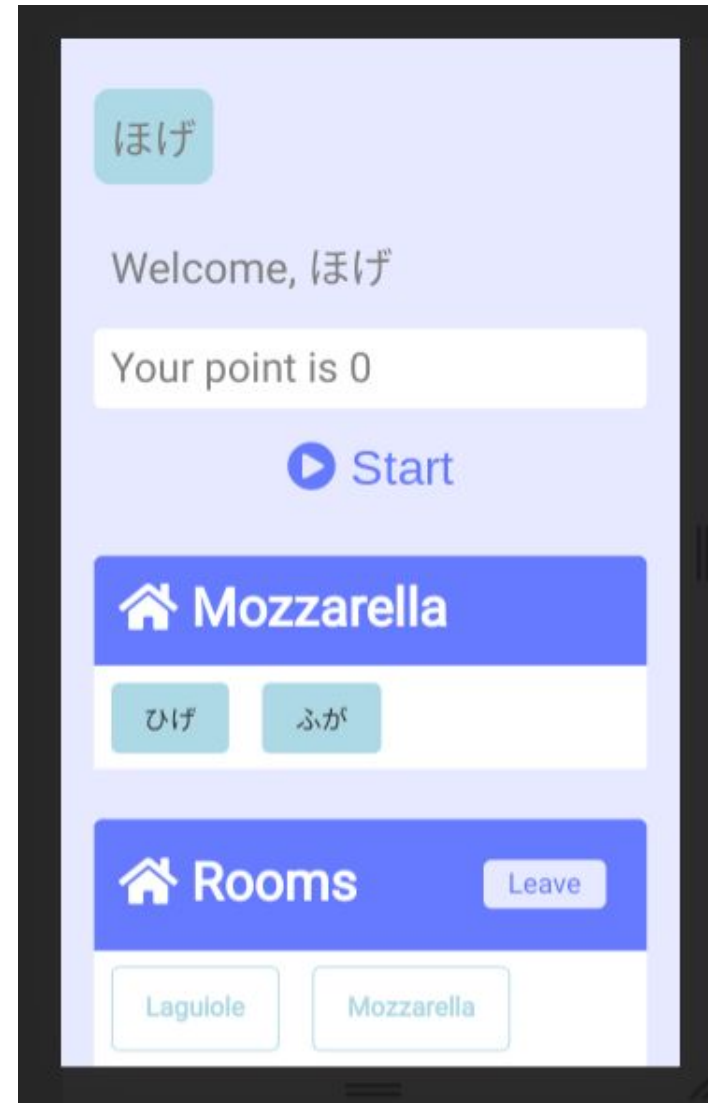 ほげ
Welcome, ほげ
Your point is 0
Start
Mozzarella
ひげ ふが
Rooms Leave
Laguiole Mozzarella